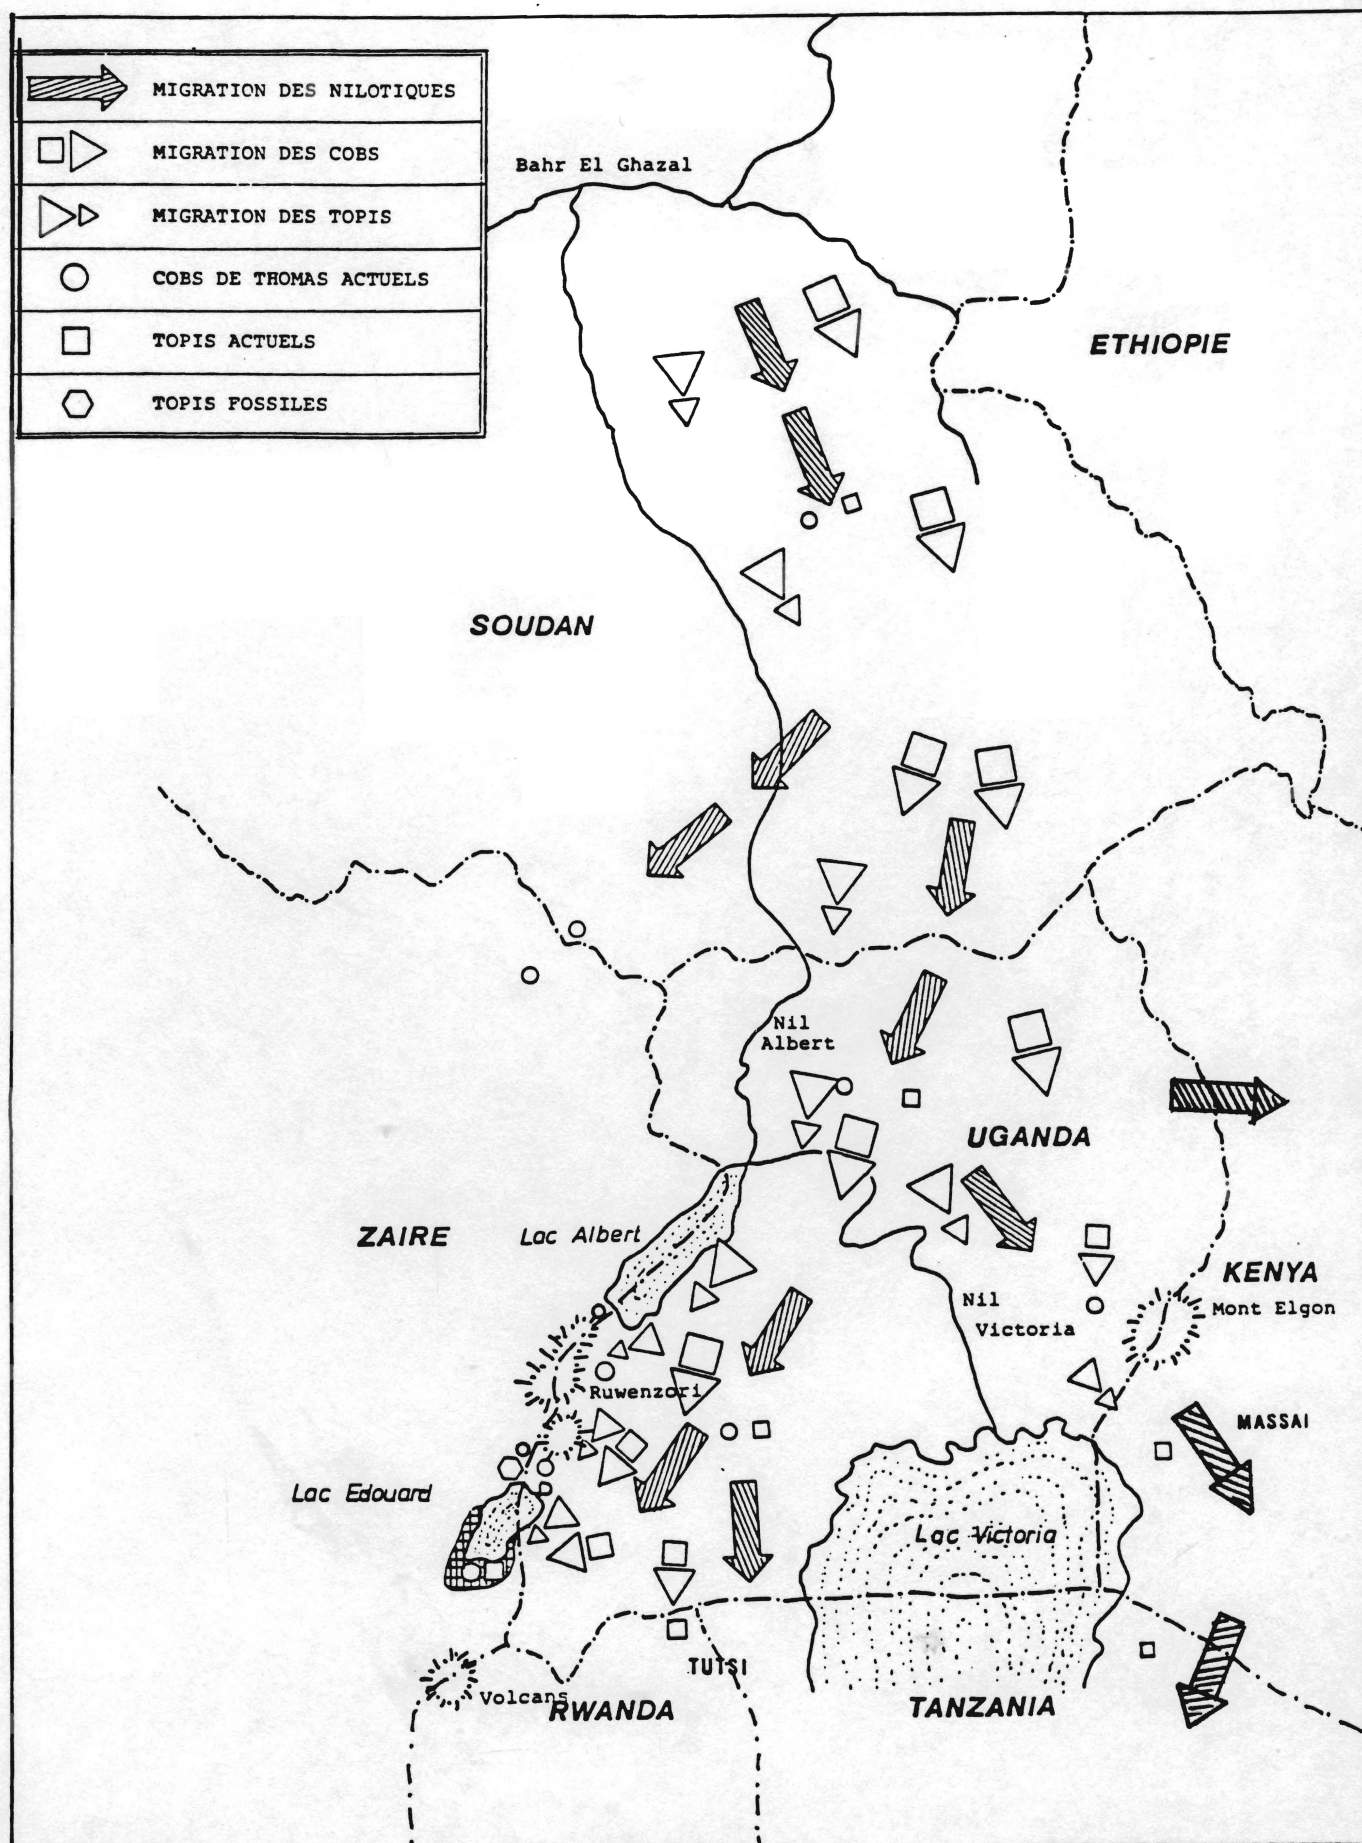 MIGRATION DES NILOTIQUES
MIGRATION DES COBS
MIGRATION DES TOPIS
COBS DE THOMAS ACTUELS
TOPIS ACTUELS
TOPIS FOSSILES
Bahr El Ghazal
ETHIOPIE
SOUDAN
Nil
Albert
UGANDA
ZAIRE
Lac Albert
KENYA
Mont Elgon
Nil
Victoria
Ruwenzori
MASSAI
Lac Edouard
Lac Victoria
TUTSI
Volcans
RWANDA
TANZANIA